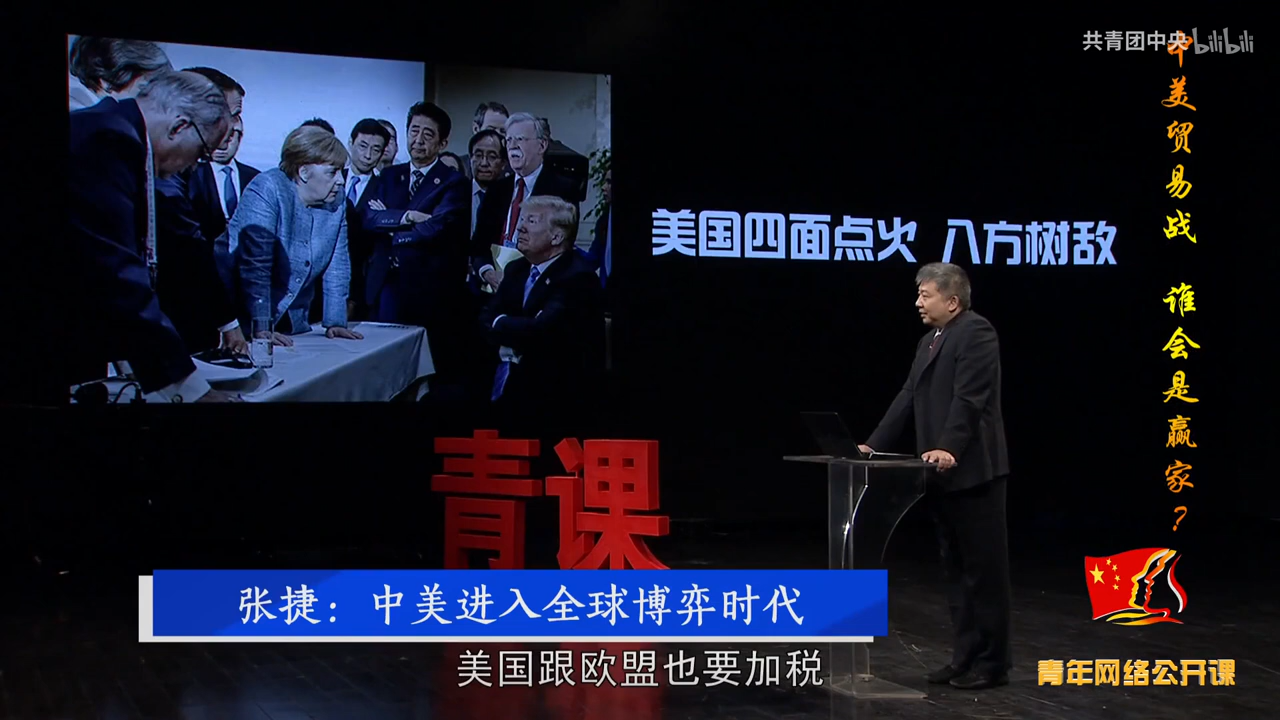 共青团中央 bilibili
中美贸易战 谁会是赢家？
美国四面点火 八方树敌
青课
张捷：中美进入全球博弈时代
美国跟欧盟也要加税
青年网络公开课